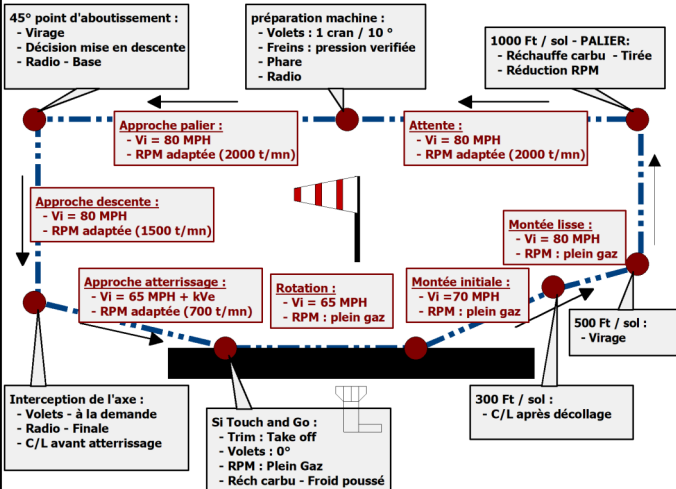 45° point d'aboutissement :
- Virage
- Décision mise en descente
- Radio - Base
préparation machine :
- Volets : 1 cran / 10 °
- Freins : pression verifiée
- Phare
- Radio
1000 Ft / sol - PALIER:
- Réchauffe carbu - Tirée
- Réduction RPM
Approche palier :
- Vi = 80 MPH
- RPM adaptée (2000 t/mn)
Attente :
- Vi = 80 MPH
- RPM adaptée (2000 t/mn)
Approche descente :
- Vi = 80 MPH
- RPM adaptée (1500 t/mn)
Montée lisse :
- Vi = 80 MPH
- RPM : plein gaz
Approche atterrissage :
- Vi = 65 MPH + kVe
- RPM adaptée (700 t/mn)
Rotation :
- Vi = 65 MPH
- RPM : plein gaz
Montée initiale :
- Vi =70 MPH
- RPM : plein gaz
500 Ft / sol :
- Virage
Interception de l'axe :
- Volets - à la demande
- Radio - Finale
- C/L avant atterrissage
Si Touch and Go :
- Trim : Take off
- Volets : 0°
- RPM : Plein Gaz
- Réch carbu - Froid poussé
300 Ft / sol :
- C/L après décollage